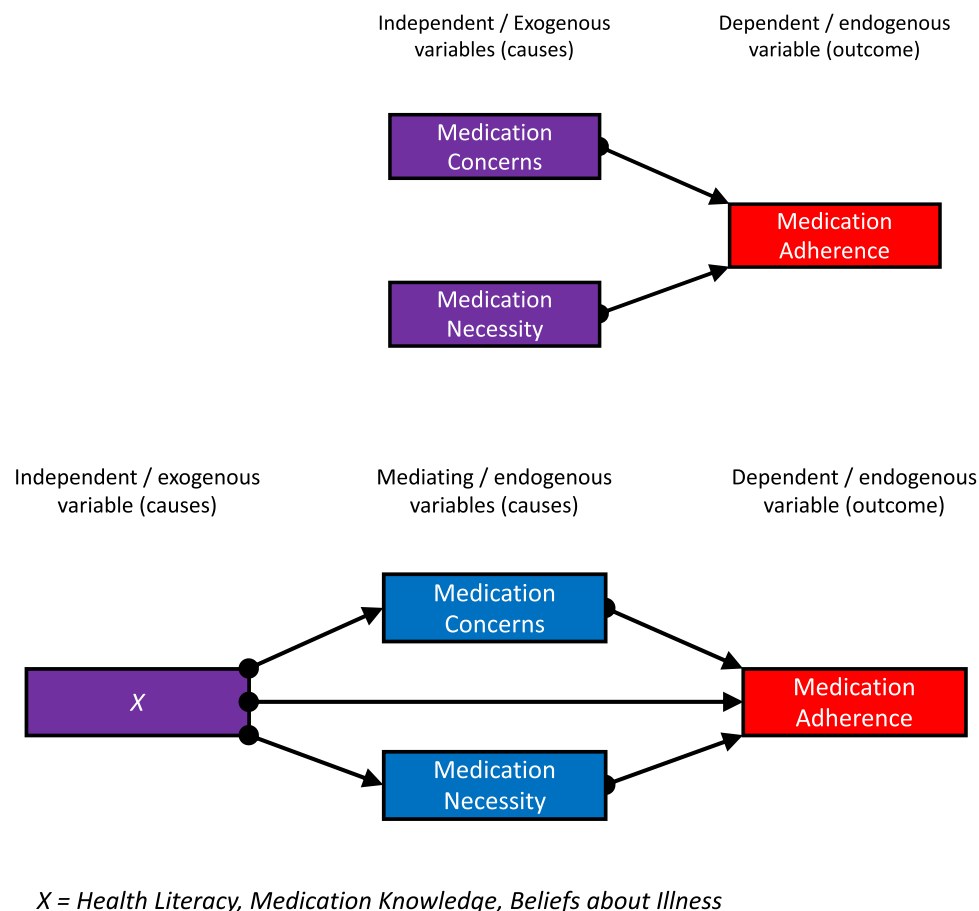 Independent / Exogenous
variables (causes)
Dependent / endogenous
variable (outcome)
Medication
Concerns
Medication
Adherence
Medication
Necessity
Independent / exogenous
variable (causes)
Mediating / endogenous
variables (causes)
Dependent / endogenous
variable (outcome)
Medication
Concerns
X
Medication
Adherence
Medication
Necessity
X = Health Literacy, Medication Knowledge, Beliefs about Illness